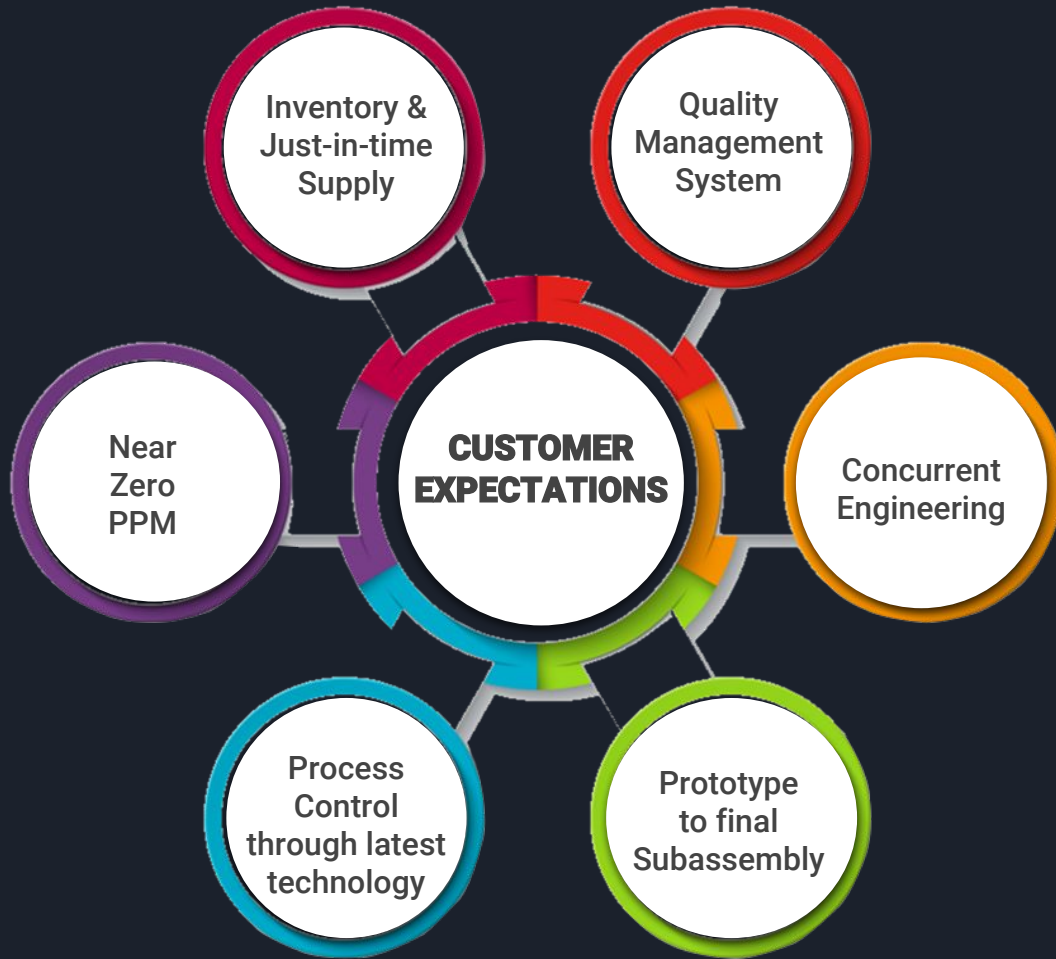 Inventory &
Just-in-time
Supply
Quality
Management
System
Near
Zero
PPM
CUSTOMER
EXPECTATIONS
Concurrent
Engineering
Process
Control
through latest
technology
Prototype
to final
Subassembly